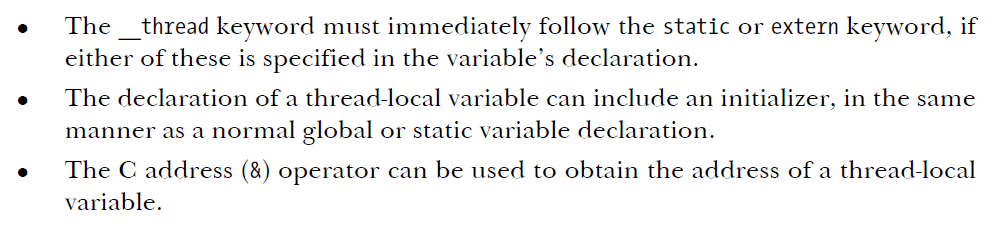 • The __thread keyword must immediately follow the static or extern keyword, if
either of these is specified in the variable’s declaration.
• The declaration of a thread-local variable can include an initializer, in the same
manner as a normal global or static variable declaration.
• The C address (&) operator can be used to obtain the address of a thread-local
variable.